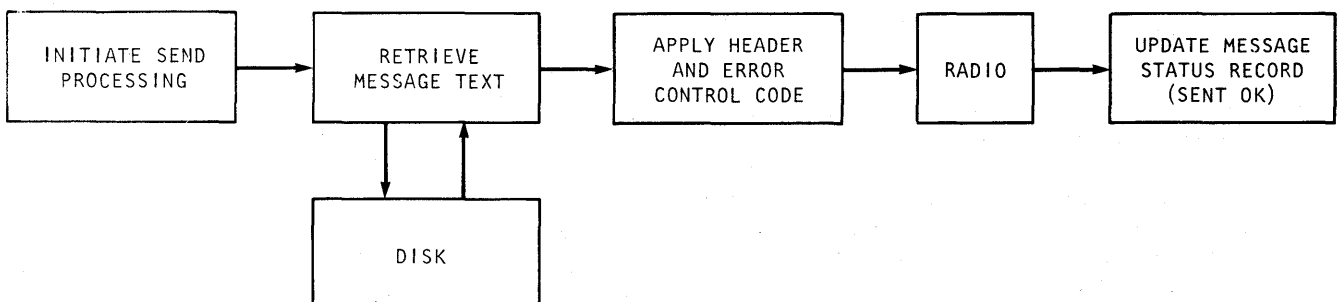 INITIATE SEND
PROCESSING
RETRIEVE
MESSAGE TEXT
APPLY HEADER
AND ERROR
CONTROL CODE
RADIO
UPDATE MESSAGE
STATUS RECORD
(SENT OK)
DISK